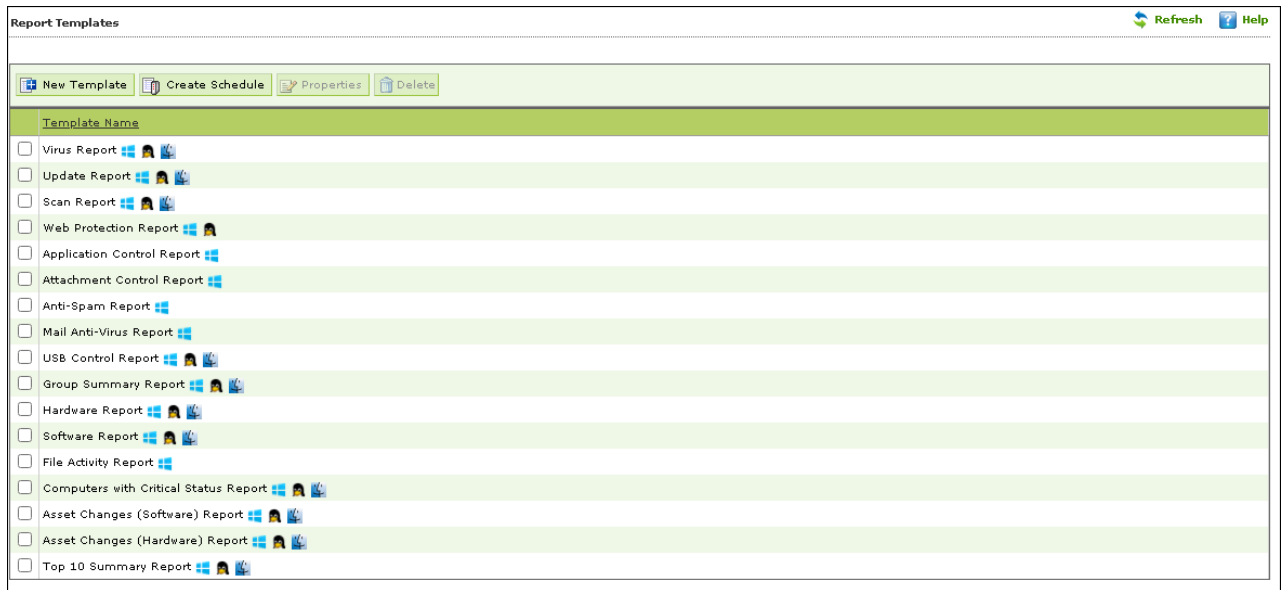 Report Templates
Refresh
Help
New Template
Create Schedule
Properties
Delete
Template Name
Virus Report
Update Report
Scan Report
Web Protection Report
Application Control Report
Attachment Control Report
Anti-Spam Report
Mail Anti-Virus Report
USB Control Report
Group Summary Report
Hardware Report
Software Report
File Activity Report
Computers with Critical Status Report
Asset Changes (Software) Report
Asset Changes (Hardware) Report
Top 10 Summary Report